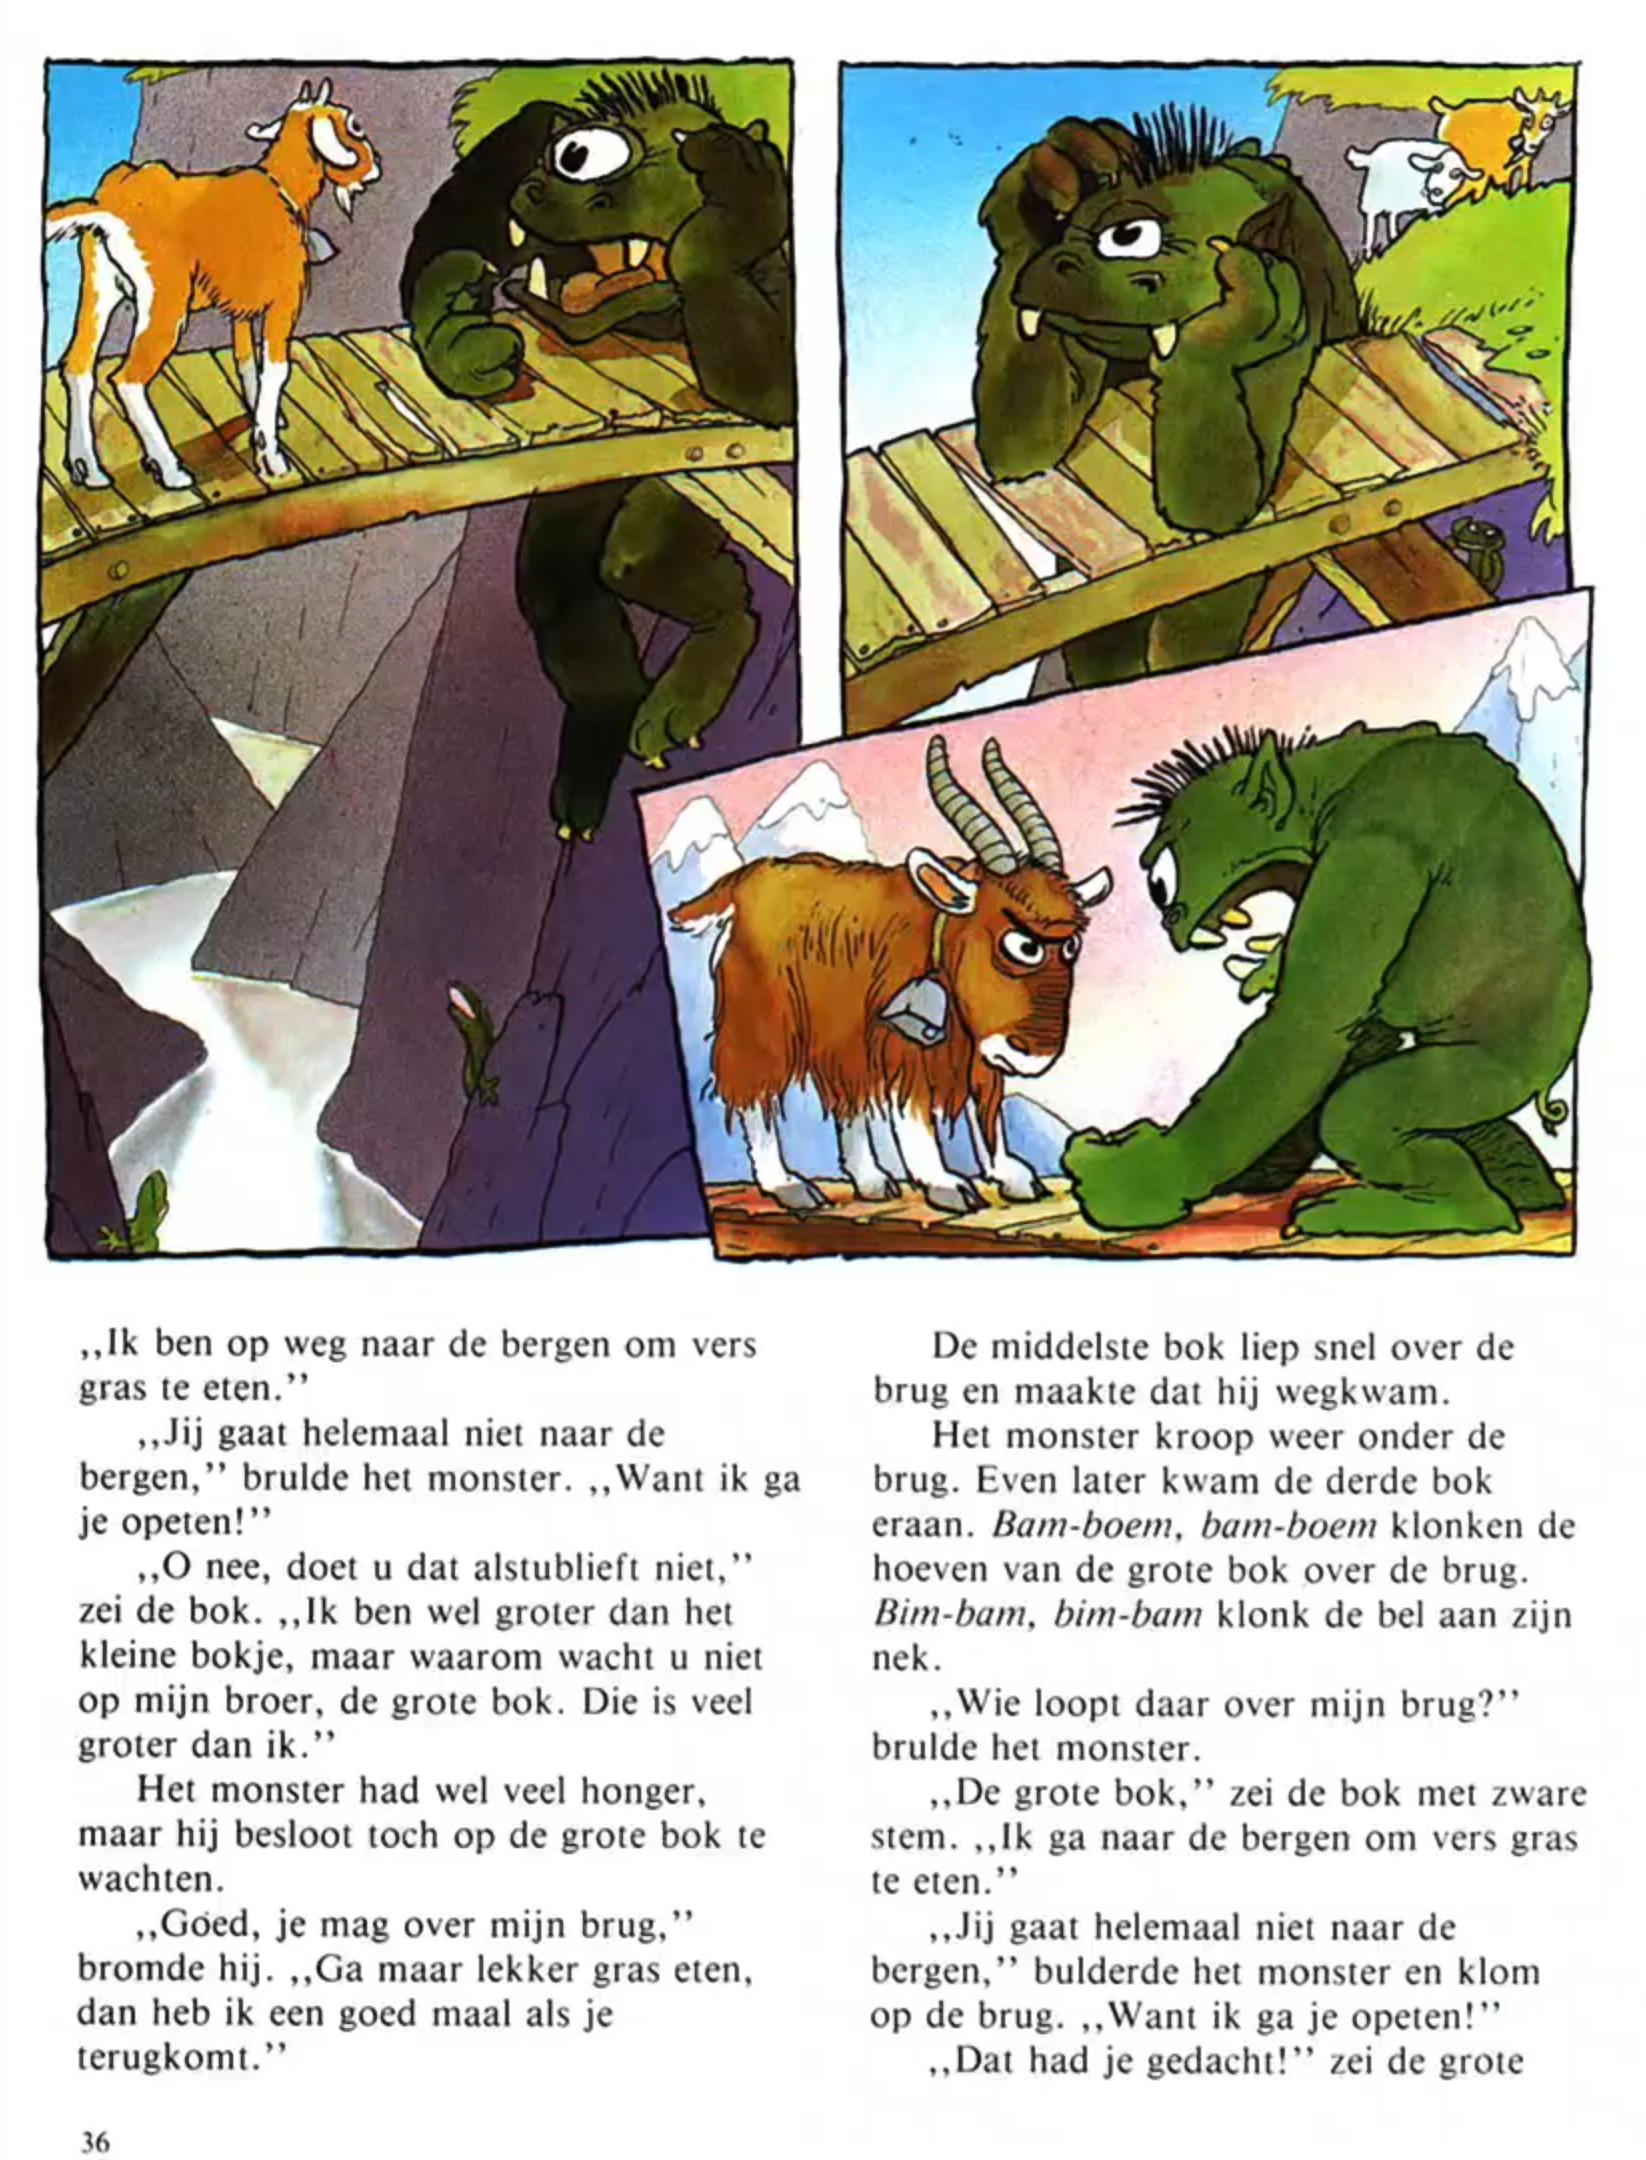 ,,Ik ben op weg naar de bergen om vers
gras te eten.’’
,,Jij gaat helemaal niet naar de
bergen,’’ brulde het monster. ,,Want ik ga
je opeten!’’
,,O nee, doet u dat alstublieft niet,’’
zei de bok. ,,Ik ben wel groter dan het
kleine bokje, maar waarom wacht u niet
op mijn broer, de grote bok. Die is veel
groter dan ik.’’
Het monster had wel veel honger,
maar hij besloot toch op de grote bok te
wachten.
,,Goed, je mag over mijn brug,’’
bromde hij. ,,Ga maar lekker gras eten,
dan heb ik een goed maal als je
terugkomt.’’
De middelste bok liep snel over de
brug en maakte dat hij wegkwam.
Het monster kroop weer onder de
brug. Even later kwam de derde bok
eraan. Bam-boem, bam-boem klonken de
hoeven van de grote bok over de brug.
Bim-bam, bim-bam klonk de bel aan zijn
nek.
,,Wie loopt daar over mijn brug?’’
brulde het monster.
,,De grote bok,’’ zei de bok met zware
stem. ,,Ik ga naar de bergen om vers gras
te eten.’’
,,Jij gaat helemaal niet naar de
bergen,’’ bulderde het monster en klom
op de brug. ,,Want ik ga je opeten!’’
,,Dat had je gedacht!’’ zei de grote
36